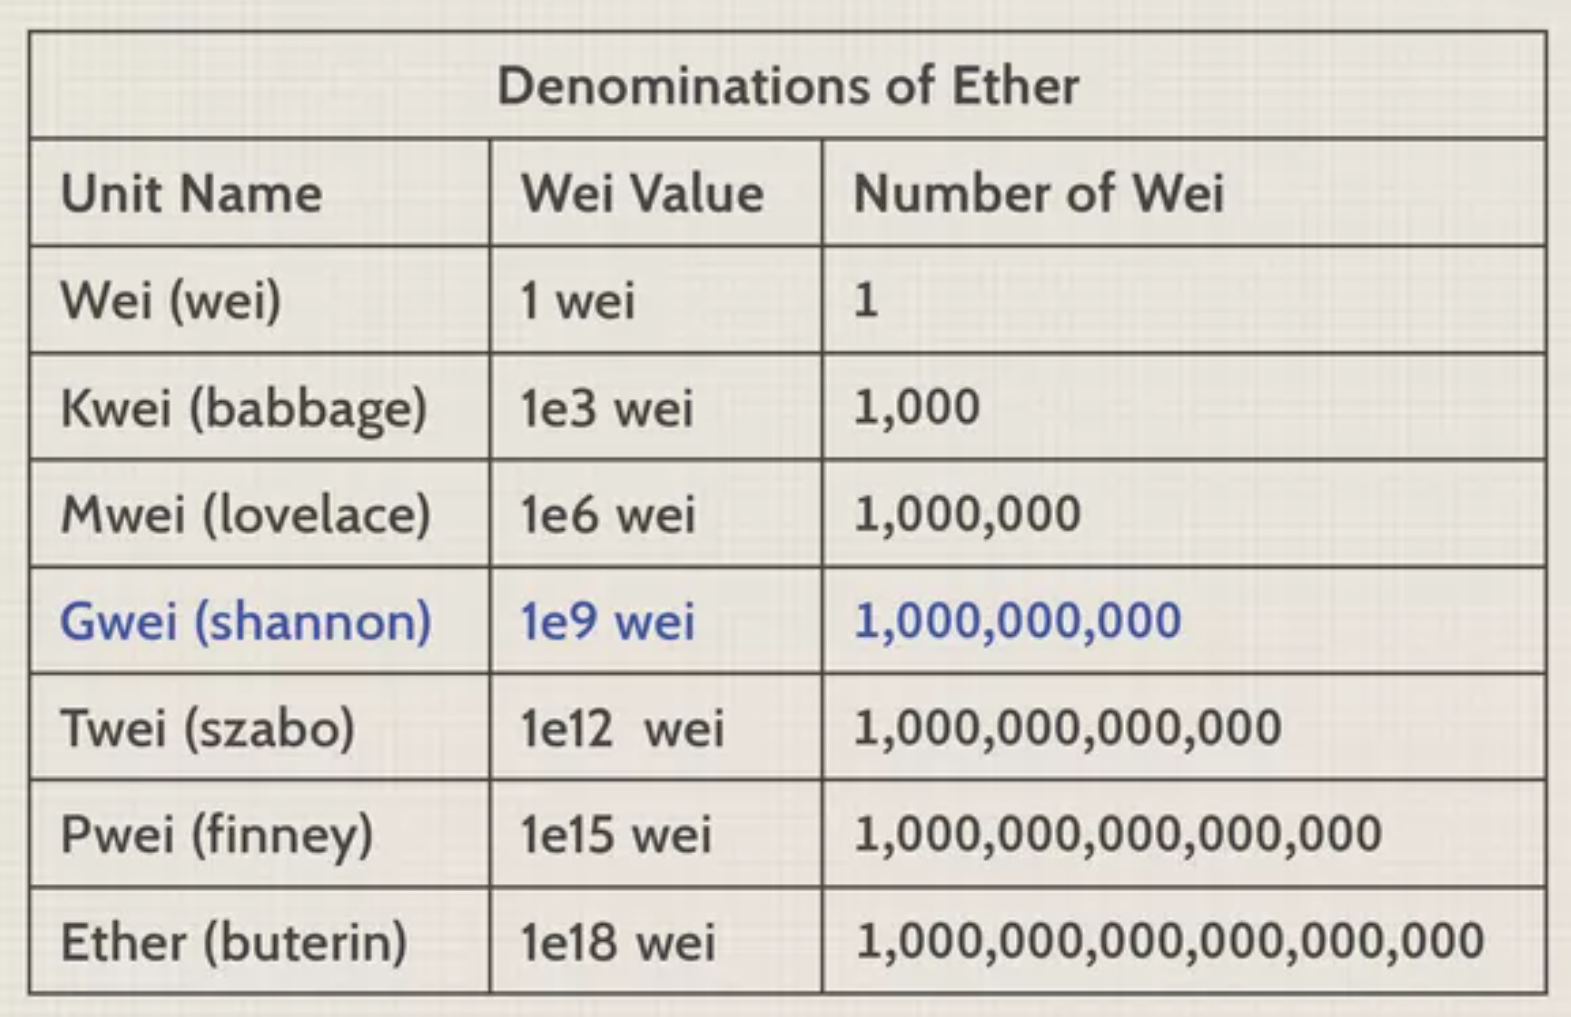 Denominations of Ether
Unit Name Wei Value Number of Wei
Wei (wei) 1 wei 1
Kwei (babbage) 1e3 wei 1,000
Mwei (lovelace) 1e6 wei 1,000,000
Gwei (shannon) 1e9 wei 1,000,000,000
Twei (szabo) 1e12 wei 1,000,000,000,000
Pwei (finney) 1e15 wei 1,000,000,000,000,000
Ether (buterin) 1e18 wei 1,000,000,000,000,000,000